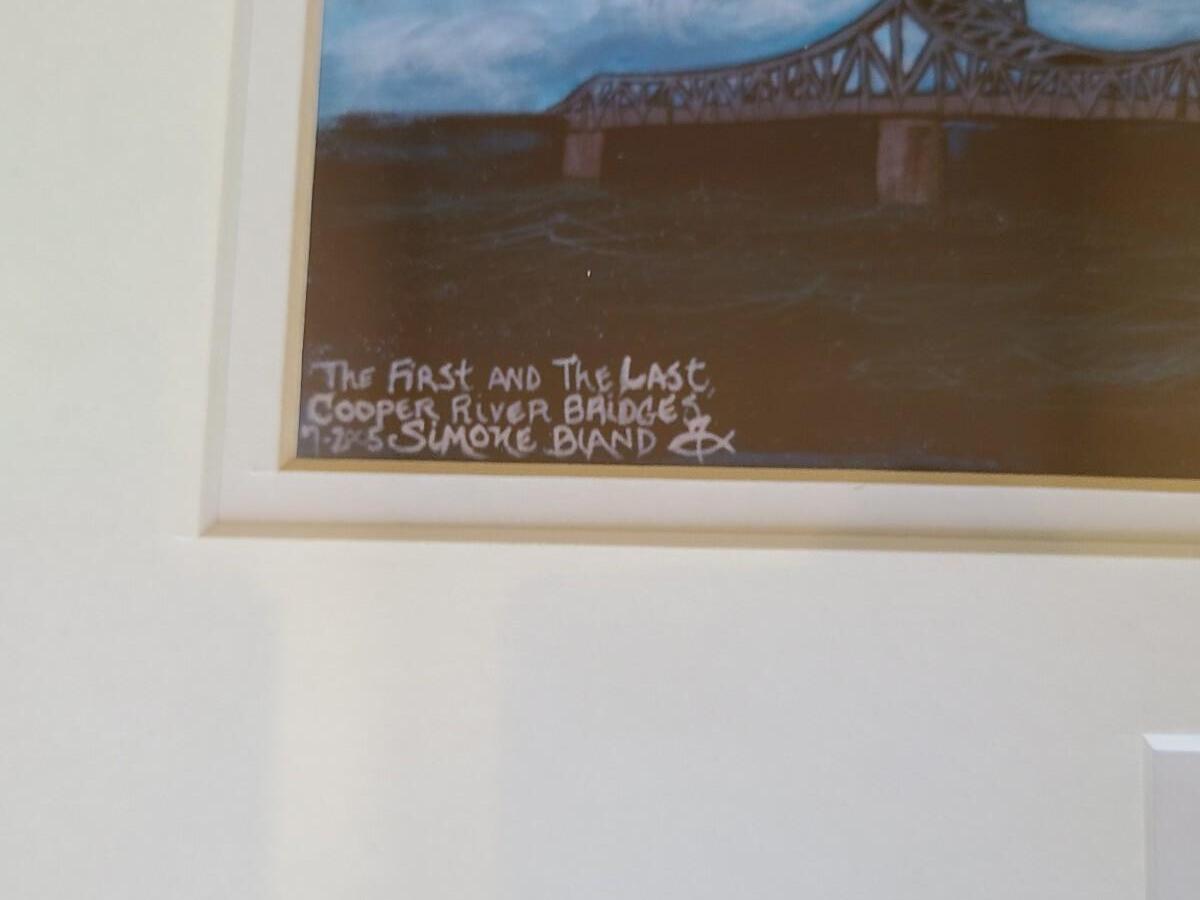 The First and The Last
Cooper River Bridges
Simone Bland